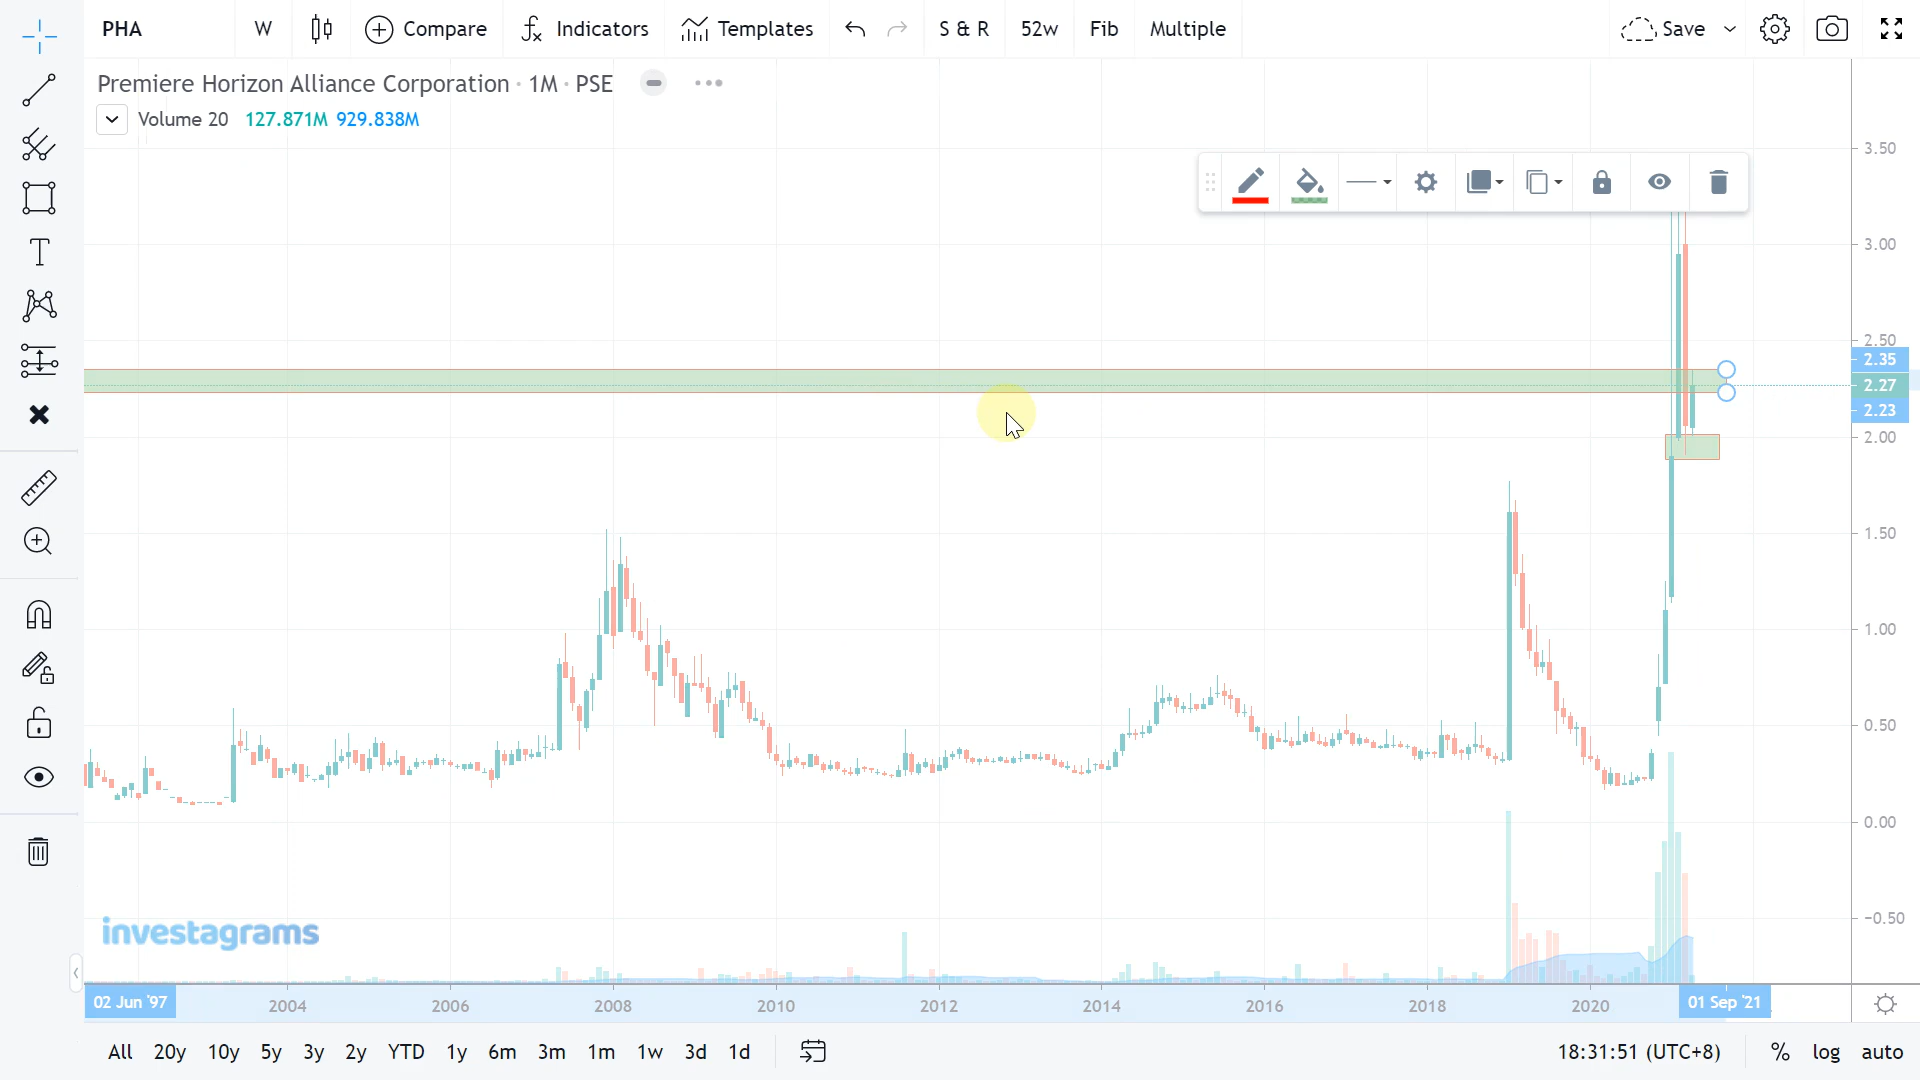 PHA W Compare Indicators Templates S & R 52w Fib Multiple Save
Premiere Horizon Alliance Corporation · 1M · PSE
Volume 20 127.871M 929.838M
3.50
3.00
2.50
2.35
2.27
2.23
2.00
1.50
1.00
0.50
0.00
-0.50
investagrams
02 Jun '97 2004 2006 2008 2010 2012 2014 2016 2018 2020 01 Sep '21
All 20y 10y 5y 3y 2y YTD 1y 6m 3m 1m 1w 3d 1d 18:31:51 (UTC+8) % log auto